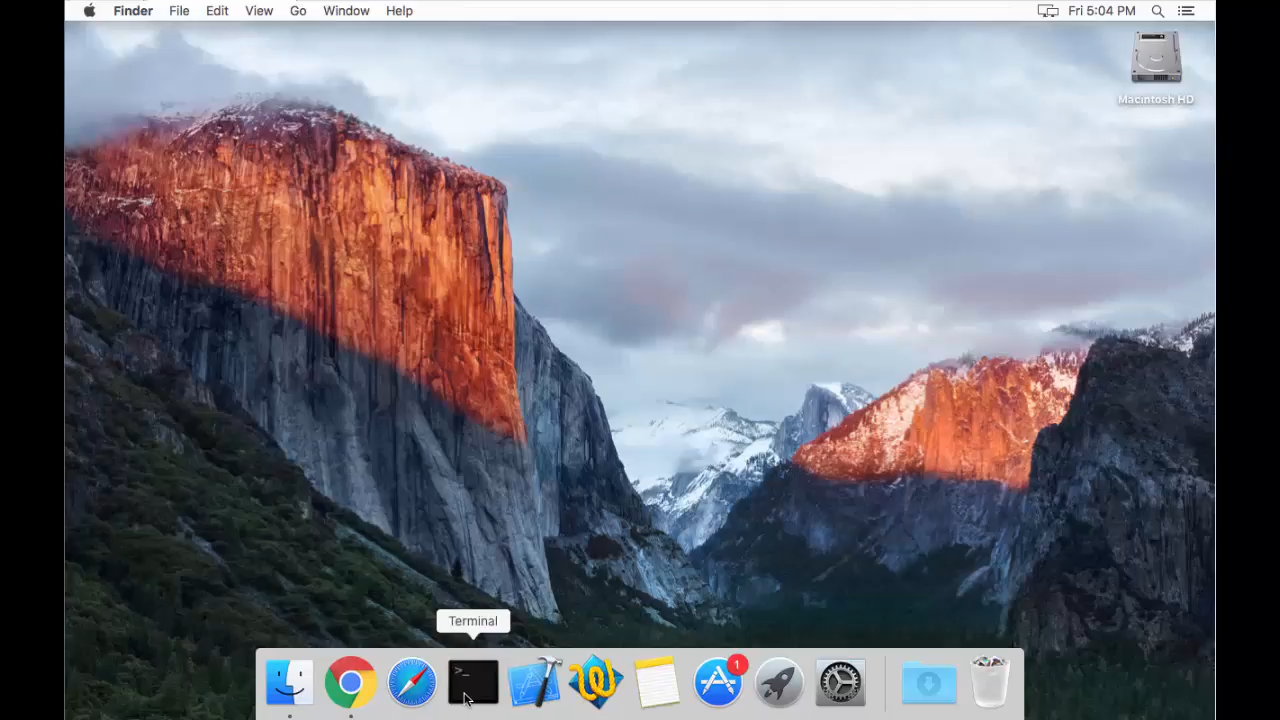 Finder File Edit View Go Window Help Fri 5:04 PM
Macintosh HD
Terminal
>_
1